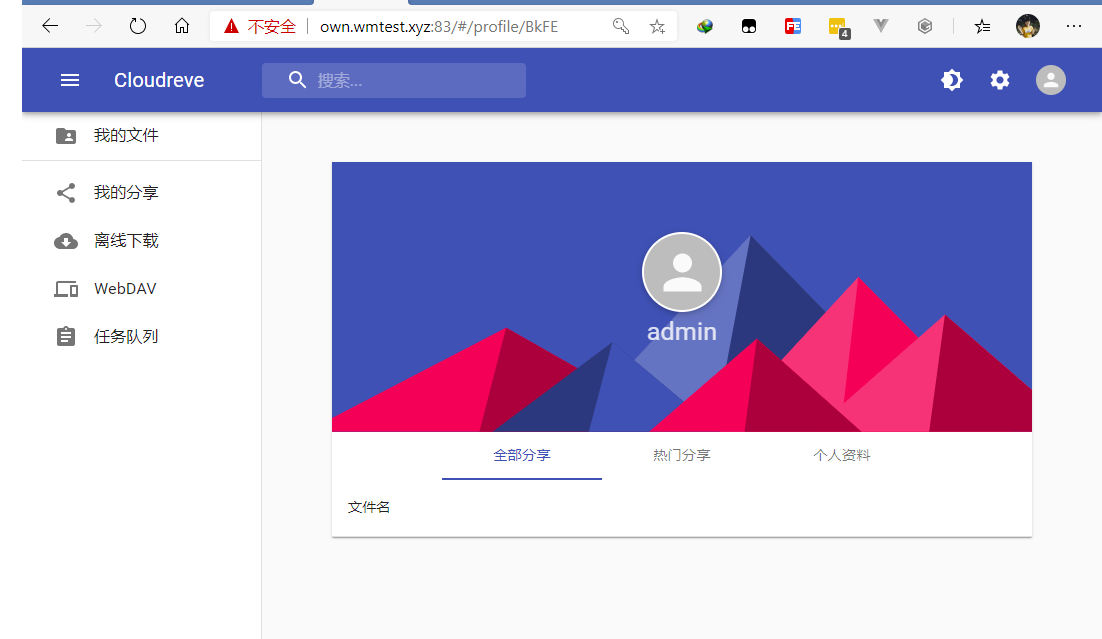 不安全 own.wmtest.xyz:83/#/profile/BkFE
4
Cloudreve 搜索...
我的文件
我的分享
离线下载
WebDAV
任务队列
admin
全部分享 热门分享 个人资料
文件名